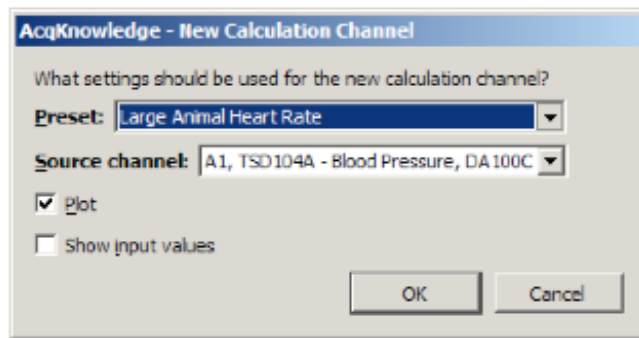 AcqKnowledge - New Calculation Channel
What settings should be used for the new calculation channel?
Preset: Large Animal Heart Rate
Source channel: A1, TSD104A - Blood Pressure, DA100C
Plot
Show input values
OK Cancel